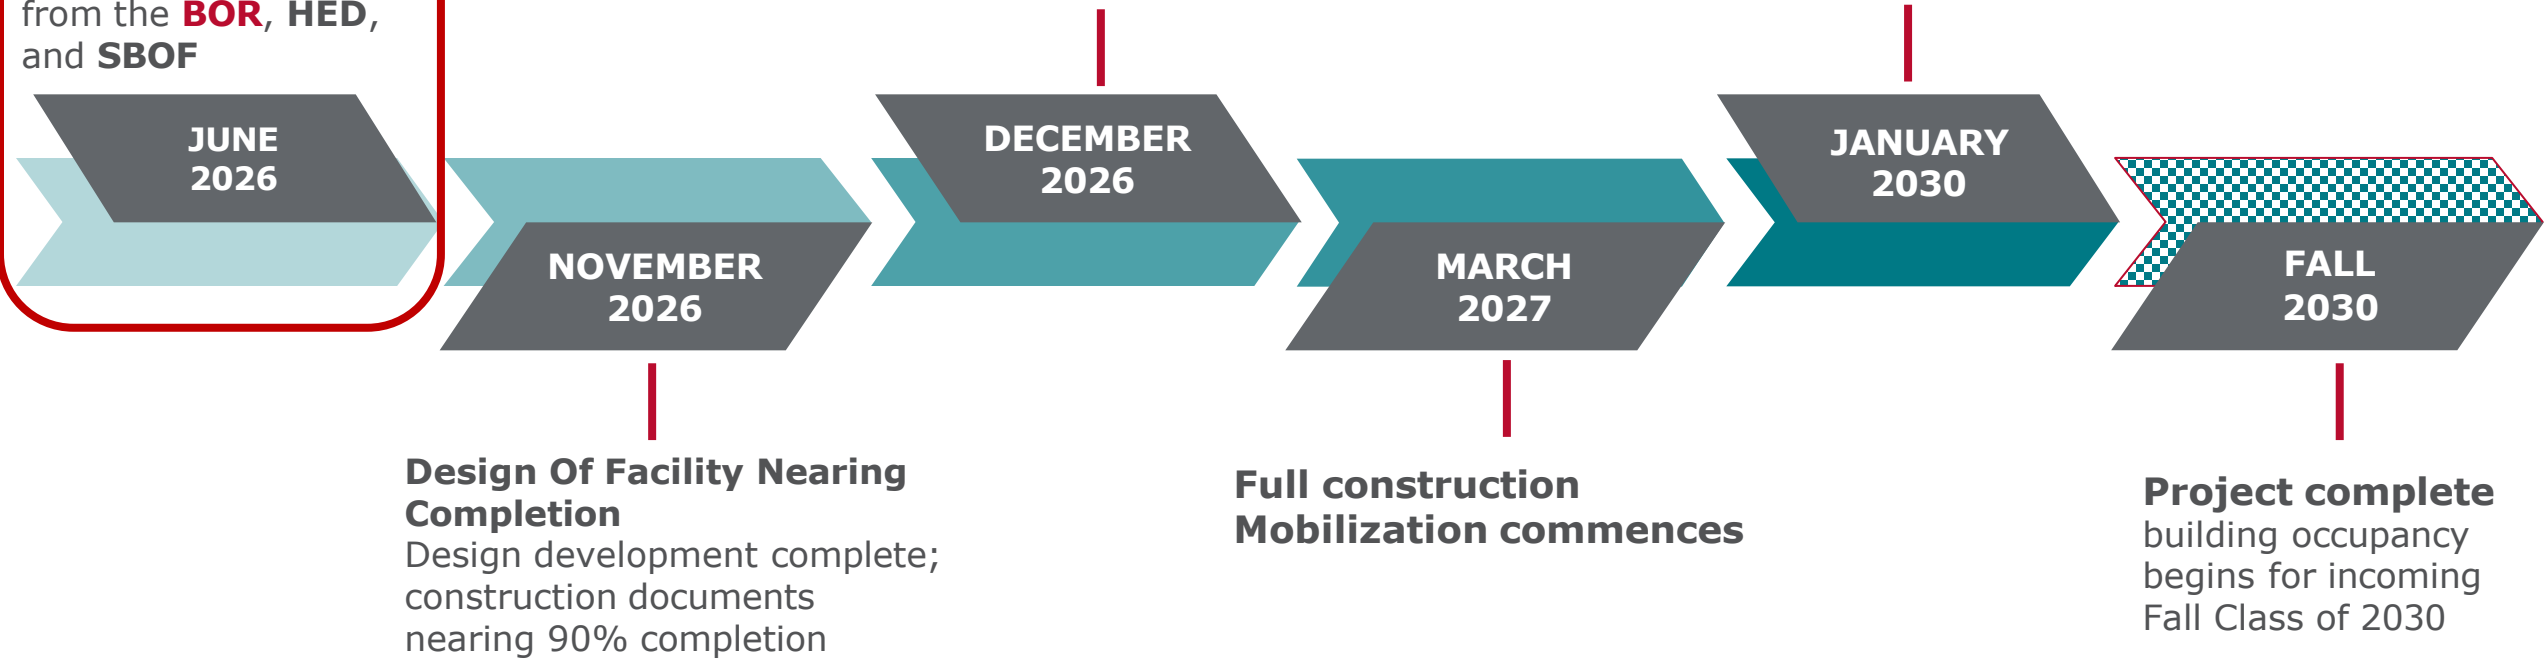 from the BOR, HED,
and SBOF
JUNE
2026
NOVEMBER
2026
DECEMBER
2026
MARCH
2027
JANUARY
2030
FALL
2030
Design Of Facility Nearing
Completion
Design development complete;
construction documents
nearing 90% completion
Full construction
Mobilization commences
Project complete
building occupancy
begins for incoming
Fall Class of 2030